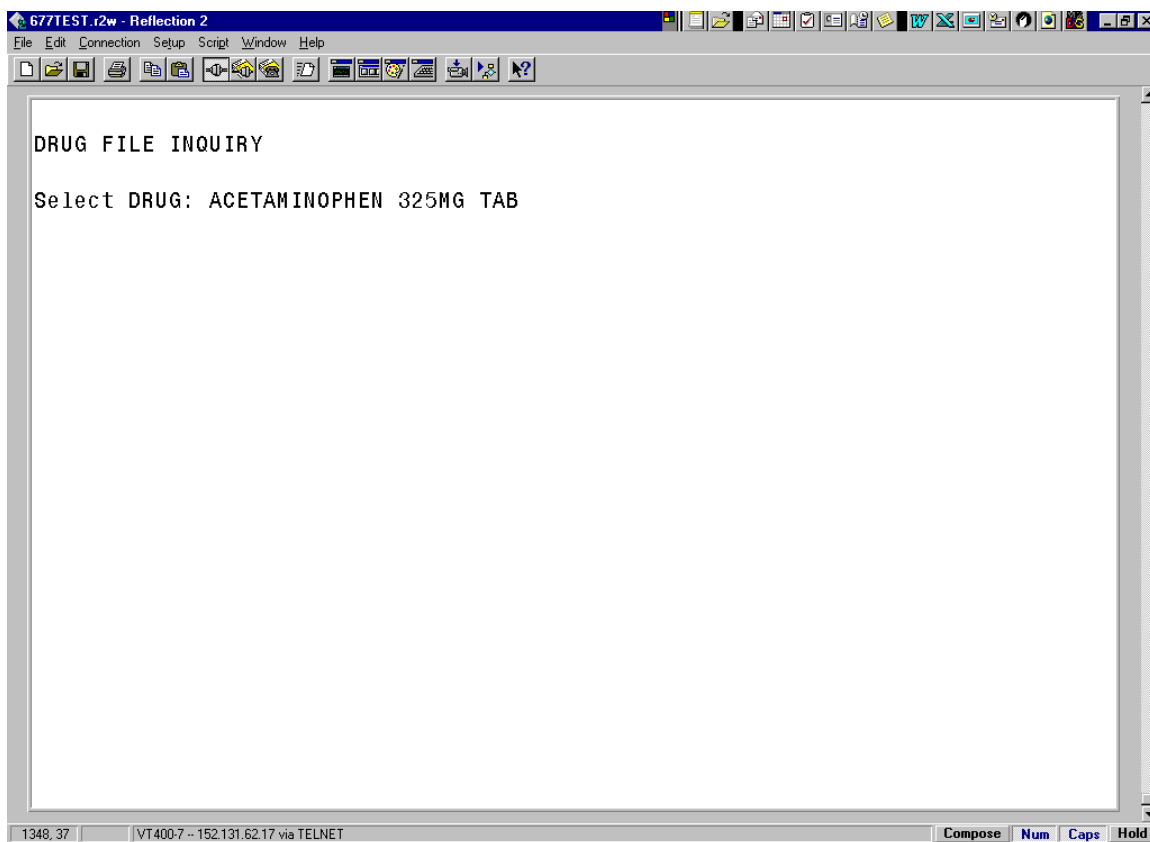 677TEST.r2w - Reflection 2
File Edit Connection Setup Script Window Help
DRUG FILE INQUIRY
Select DRUG: ACETAMINOPHEN 325MG TAB
1348, 37 VT400-7 -- 152.131.62.17 via TELNET Compose Num Caps Hold